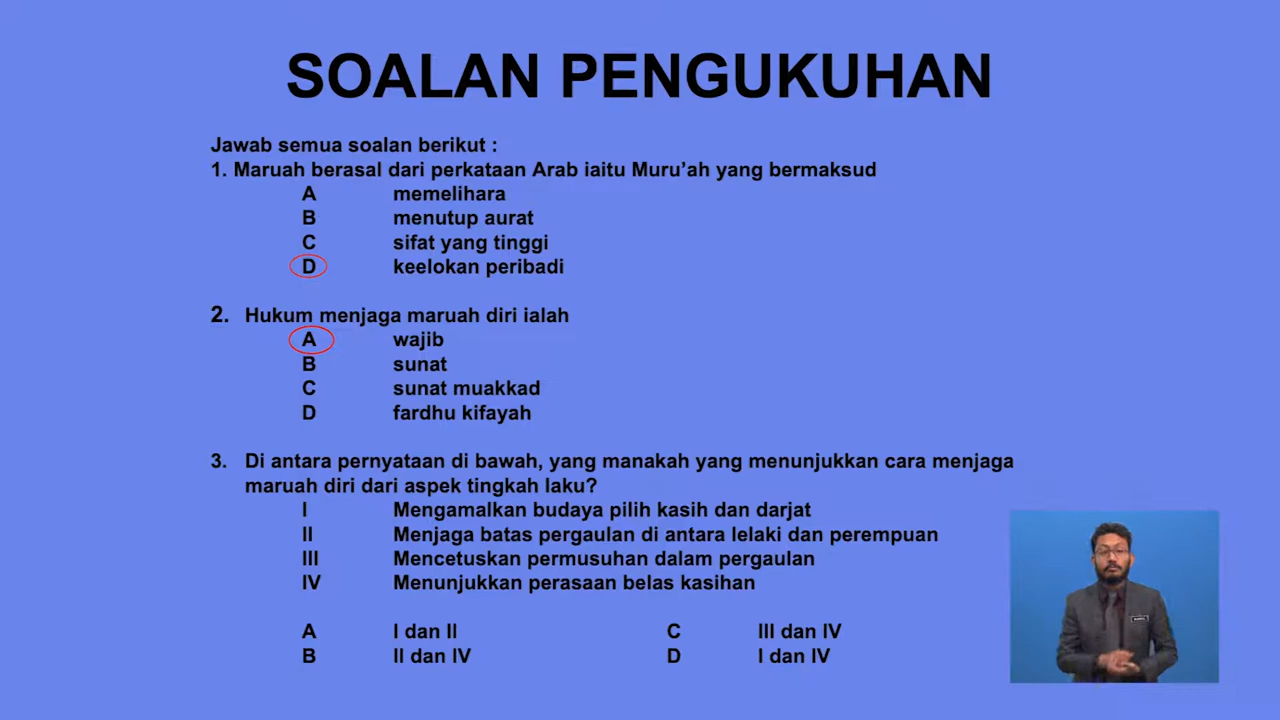 SOALAN PENGUKUHAN
Jawab semua soalan berikut :
1. Maruah berasal dari perkataan Arab iaitu Muru’ah yang bermaksud
A memelihara
B menutup aurat
C sifat yang tinggi
D keelokan peribadi
2. Hukum menjaga maruah diri ialah
A wajib
B sunat
C sunat muakkad
D fardhu kifayah
3. Di antara pernyataan di bawah, yang manakah yang menunjukkan cara menjaga
maruah diri dari aspek tingkah laku?
I Mengamalkan budaya pilih kasih dan darjat
II Menjaga batas pergaulan di antara lelaki dan perempuan
III Mencetuskan permusuhan dalam pergaulan
IV Menunjukkan perasaan belas kasihan
A I dan II C III dan IV
B II dan IV D I dan IV